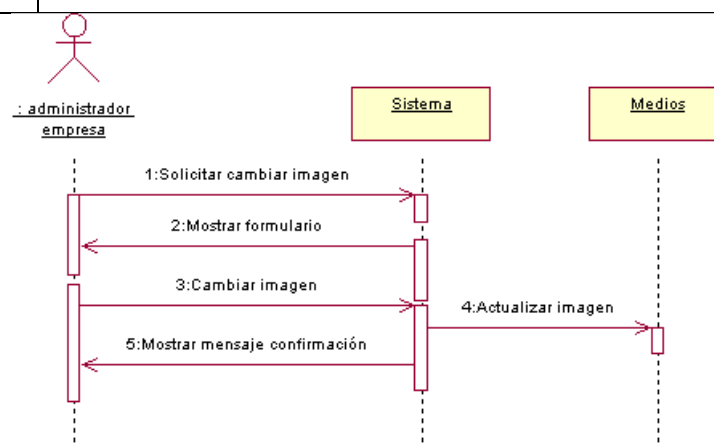 : administrador
empresa
Sistema
Medios
1:Solicitar cambiar imagen
2:Mostrar formulario
3:Cambiar imagen
4:Actualizar imagen
5:Mostrar mensaje confirmación